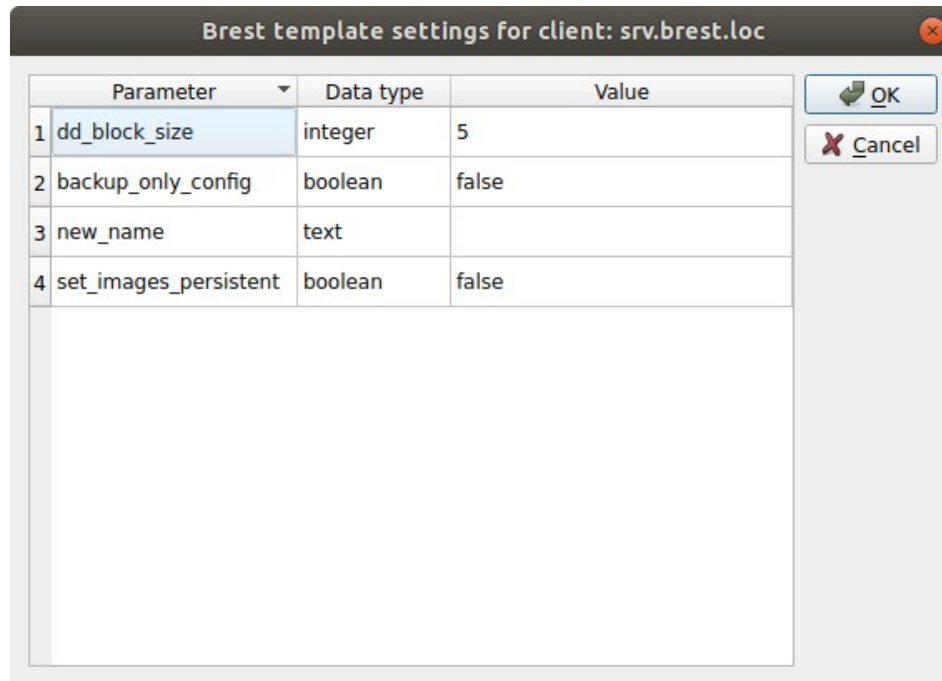 Brest template settings for client: srv.brest.loc
Parameter Data type Value
1 dd_block_size integer 5
2 backup_only_config boolean false
3 new_name text
4 set_images_persistent boolean false
OK
Cancel